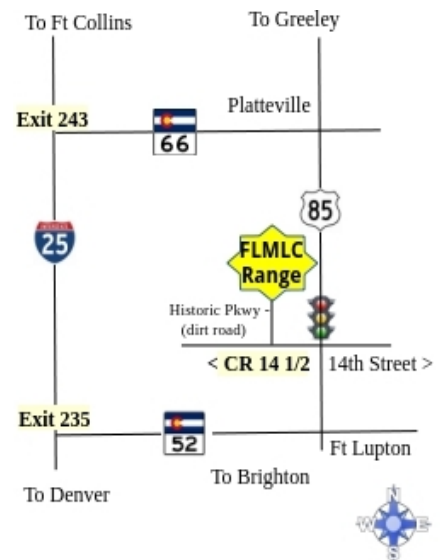 To Ft Collins
To Greeley
Platteville
Exit 243
66
85
INTERSTATE
25
FLMLC
Range
Historic Pkwy -
(dirt road)
< CR 14 1/2
14th Street >
Exit 235
52
Ft Lupton
To Brighton
To Denver
N
W
E
S